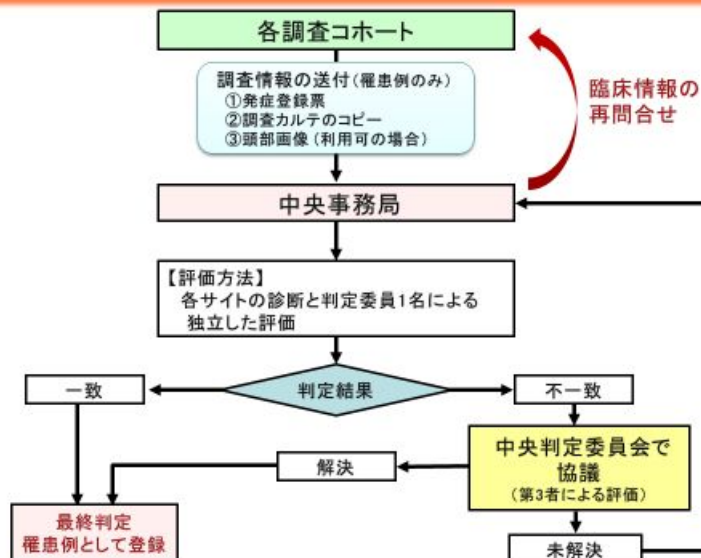 各調査コホート
調査情報の送付(罹患例のみ)
①発症登録票
②調査カルテのコピー
③頭部画像(利用可の場合)
臨床情報の
再問合せ
中央事務局
【評価方法】
各サイトの診断と判定委員1名による
独立した評価
判定結果
一致
不一致
中央判定委員会で
協議
(第3者による評価)
解決
最終判定
罹患例として登録
未解決